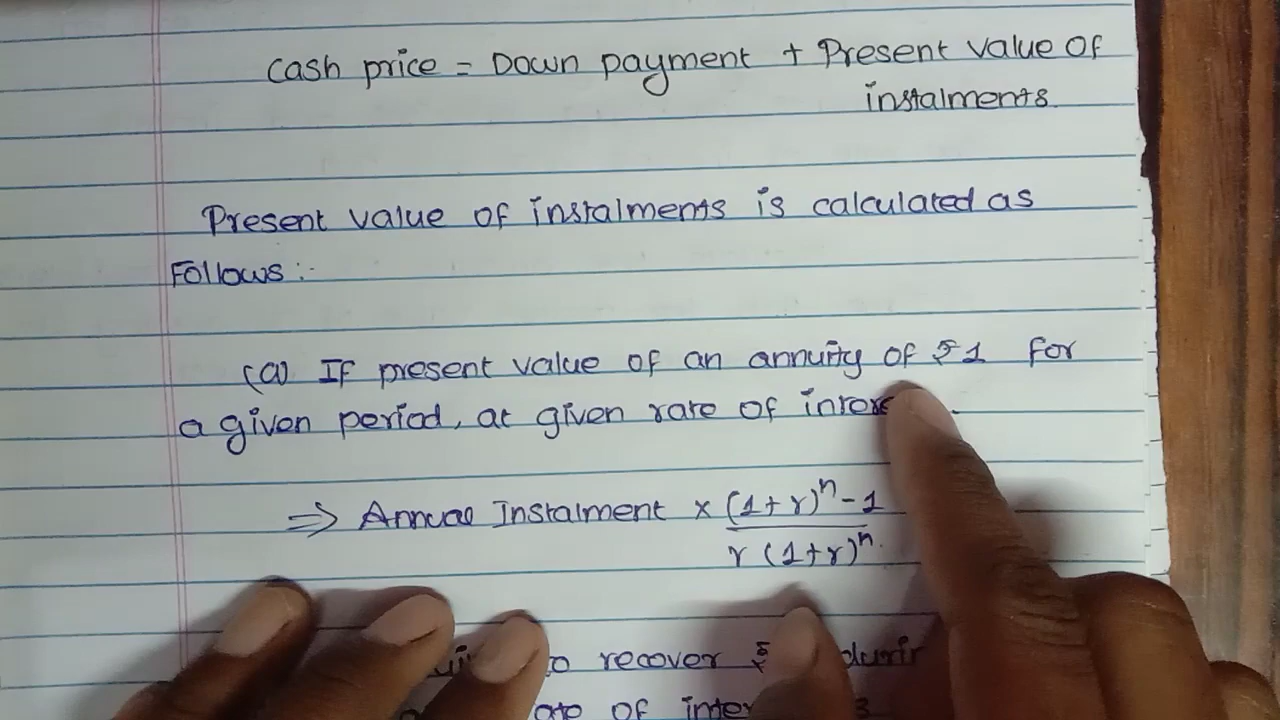 Cash price = Down payment + Present value of
instalments.
Present value of instalments is calculated as
Follows :-
(a) If present value of an annuity of ₹1 For
a given period, at given rate of
⇒ Annual Instalment × (1+r)ⁿ - 1
r (1+r)ⁿ.
to recover ₹
of